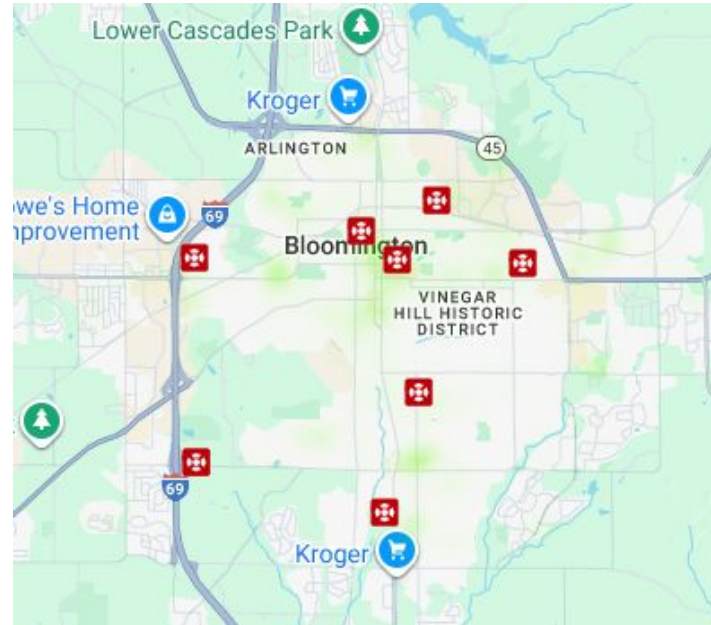 Lower Cascades Park
Kroger
ARLINGTON
45
owe's Home
nprovement
69
Bloomington
VINEGAR
HILL HISTORIC
DISTRICT
69
Kroger